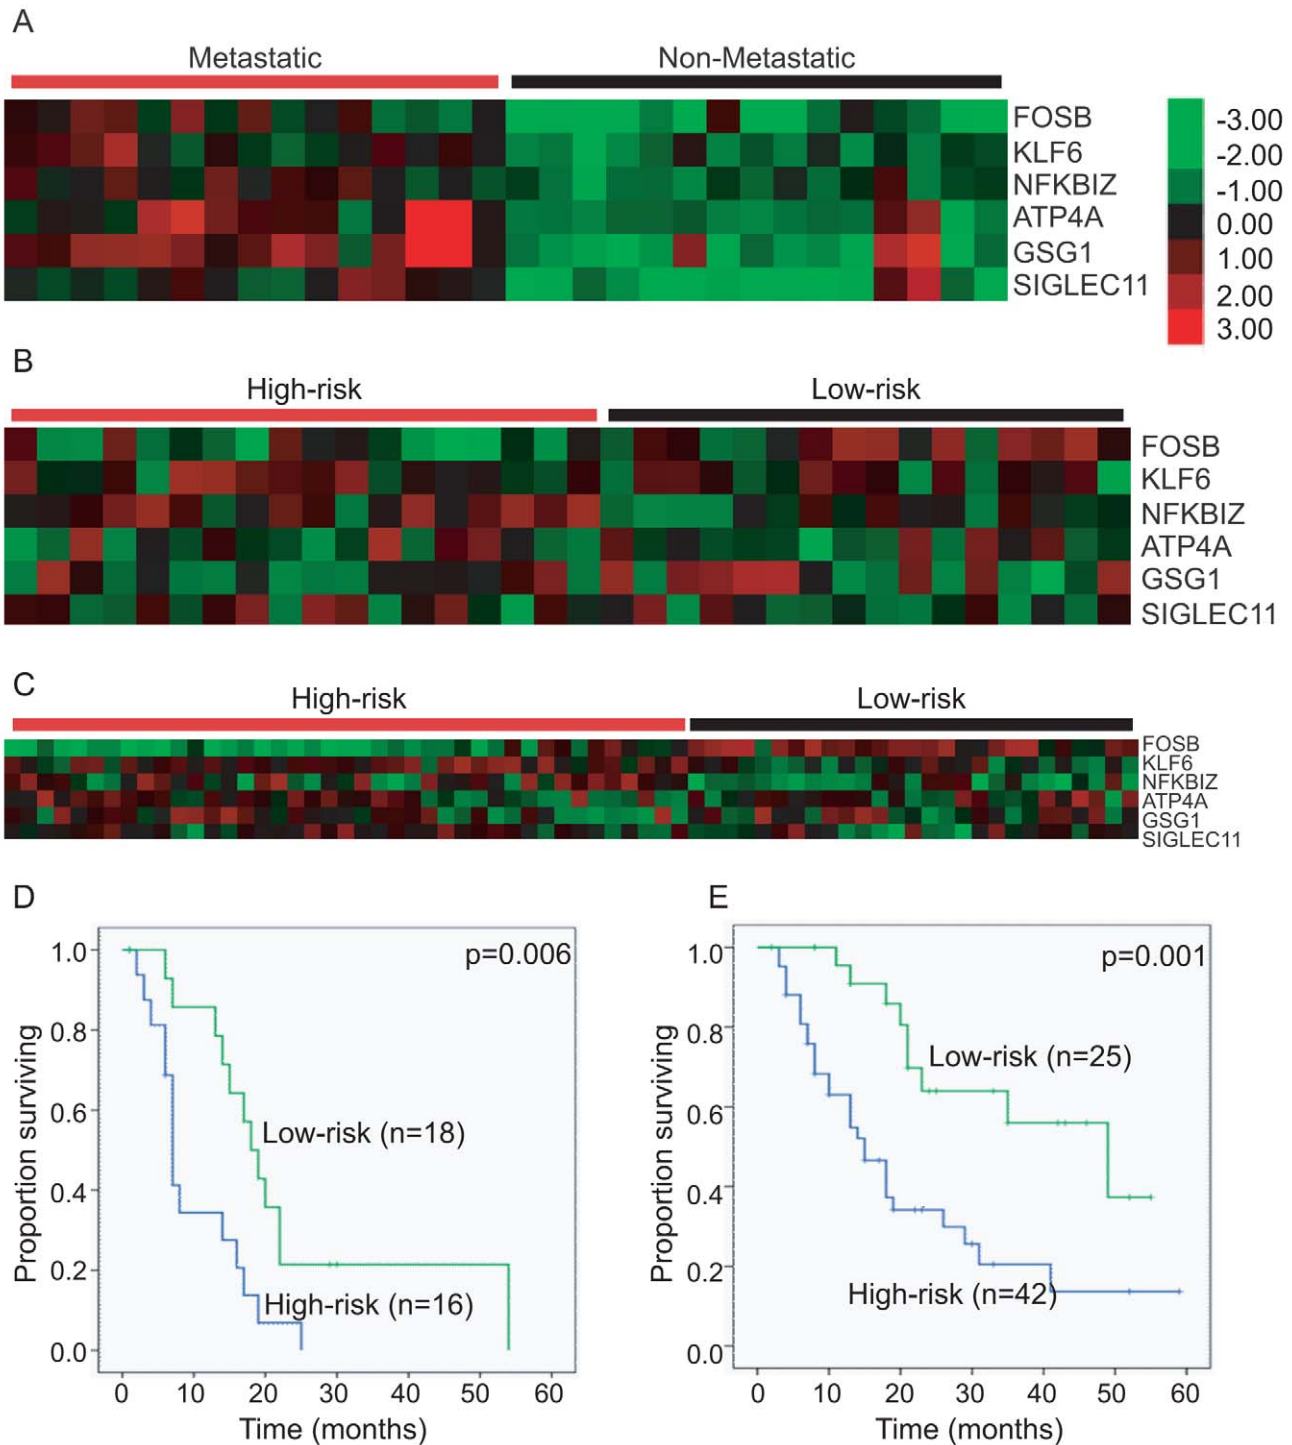 A
Metastatic Non-Metastatic
FOSB
KLF6
NFKBIZ
ATP4A
GSG1
SIGLEC11
-3.00
-2.00
-1.00
0.00
1.00
2.00
3.00
B
High-risk Low-risk
FOSB
KLF6
NFKBIZ
ATP4A
GSG1
SIGLEC11
C
High-risk Low-risk
FOSB
KLF6
NFKBIZ
ATP4A
GSG1
SIGLEC11
D
p=0.006
Proportion surviving
1.0
0.8
0.6
0.4
0.2
0.0
Low-risk (n=18)
High-risk (n=16)
0 10 20 30 40 50 60
Time (months)
E
p=0.001
Proportion surviving
1.0
0.8
0.6
0.4
0.2
0.0
Low-risk (n=25)
High-risk (n=42)
0 10 20 30 40 50 60
Time (months)